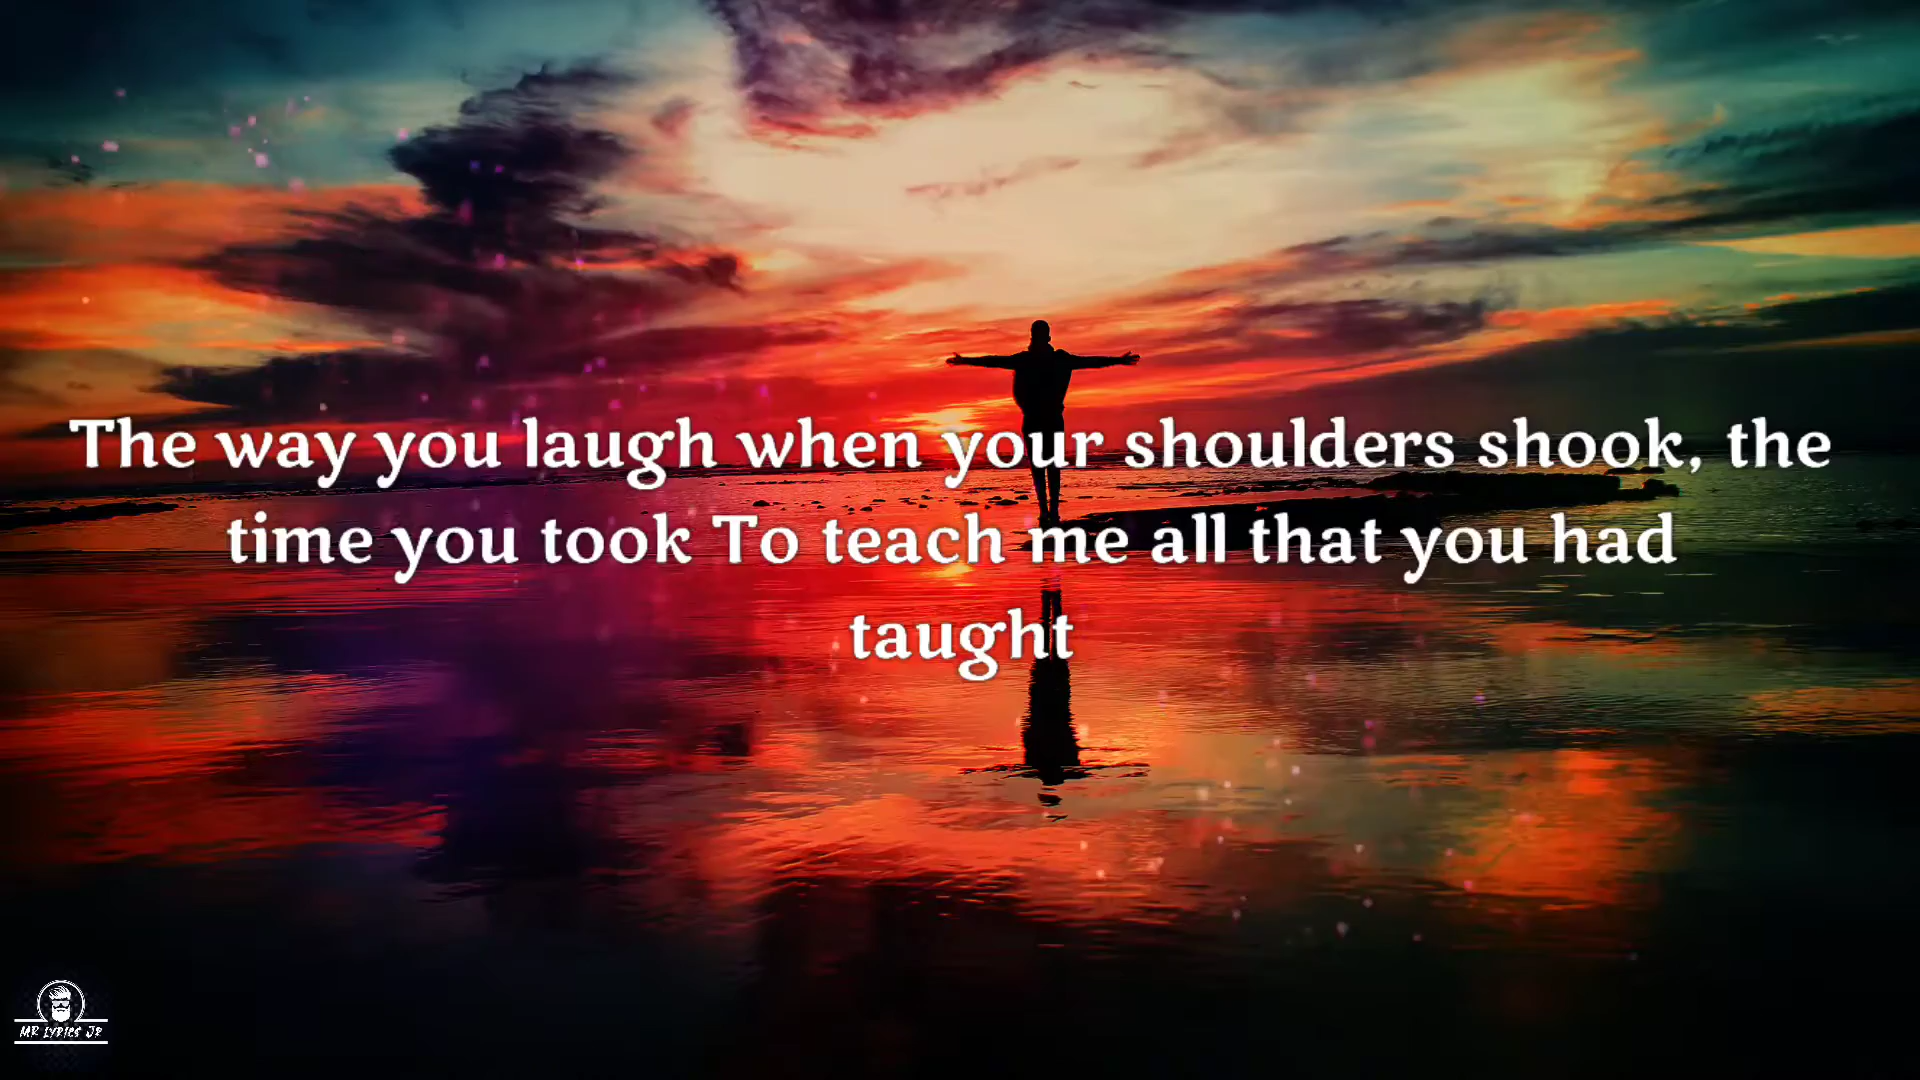 The way you laugh when your shoulders shook, the
time you took To teach me all that you had
taught
MR LYRICS JR